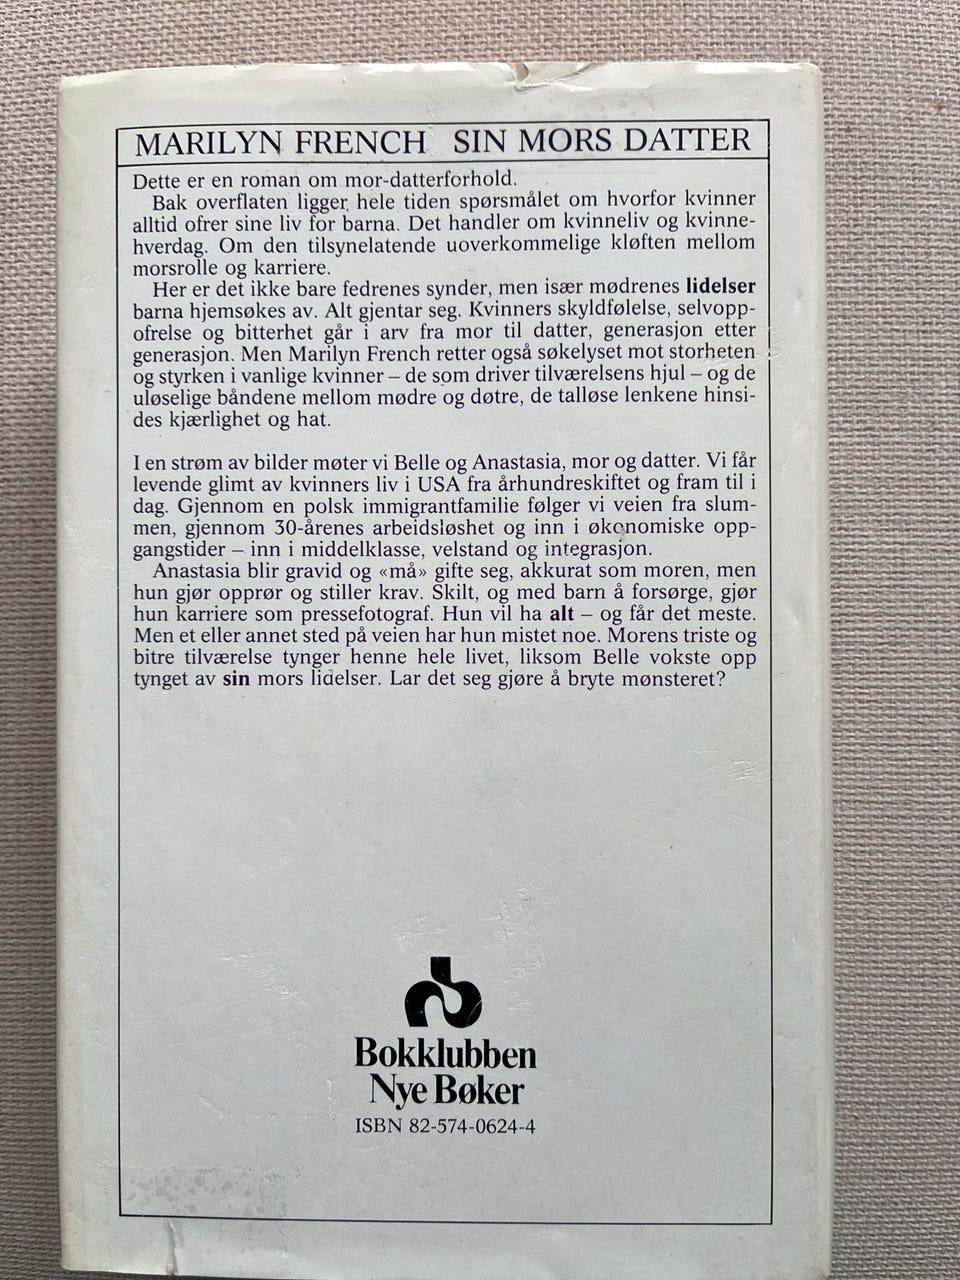 MARILYN FRENCH SIN MORS DATTER
Dette er en roman om mor-datterforhold.
Bak overflaten ligger hele tiden spørsmålet om hvorfor kvinner
alltid ofrer sine liv for barna. Det handler om kvinneliv og kvinne-
hverdag. Om den tilsynelatende uoverkommelige kløften mellom
morsrolle og karriere.
Her er det ikke bare fedrenes synder, men især mødrenes lidelser
barna hjemsøkes av. Alt gjentar seg. Kvinners skyldfølelse, selvopp-
ofrelse og bitterhet går i arv fra mor til datter, generasjon etter
generasjon. Men Marilyn French retter også søkelyset mot storheten
og styrken i vanlige kvinner – de som driver tilværelsens hjul – og de
uløselige båndene mellom mødre og døtre, de talløse lenkene hinsi-
des kjærlighet og hat.
I en strøm av bilder møter vi Belle og Anastasia, mor og datter. Vi får
levende glimt av kvinners liv i USA fra århundreskiftet og fram til i
dag. Gjennom en polsk immigrantfamilie følger vi veien fra slum-
men, gjennom 30-årenes arbeidsløshet og inn i økonomiske opp-
gangstider – inn i middelklasse, velstand og integrasjon.
Anastasia blir gravid og «må» gifte seg, akkurat som moren, men
hun gjør opprør og stiller krav. Skilt, og med barn å forsørge, gjør
hun karriere som pressefotograf. Hun vil ha alt – og får det meste.
Men et eller annet sted på veien har hun mistet noe. Morens triste og
bitre tilværelse tynger henne hele livet, liksom Belle vokste opp
tynget av sin mors lidelser. Lar det seg gjøre å bryte mønsteret?
Bokklubben
Nye Bøker
ISBN 82-574-0624-4